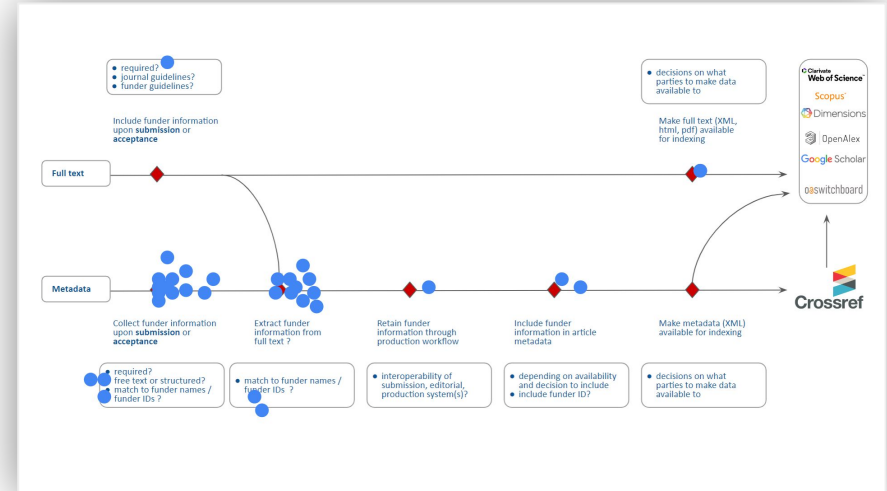 • required?
• journal guidelines?
• funder guidelines?
Include funder information
upon submission or
acceptance
• decisions on what
parties to make data
available to
Make full text (XML,
html, pdf) available
for indexing
Clarivate
Web of Science™
Scopus®
Dimensions
OpenAlex
Google Scholar
oaswitchboard
Full text
Metadata
Crossref
Collect funder information
upon submission or
acceptance
Extract funder
information from
full text ?
Retain funder
information through
production workflow
Include funder
information in article
metadata
Make metadata (XML)
available for indexing
required?
free text or structured?
match to funder names /
funder IDs ?
• match to funder names /
funder IDs ?
• interoperability of
submission, editorial,
production system(s)?
• depending on availability
and decision to include
• include funder ID?
• decisions on what
parties to make data
available to